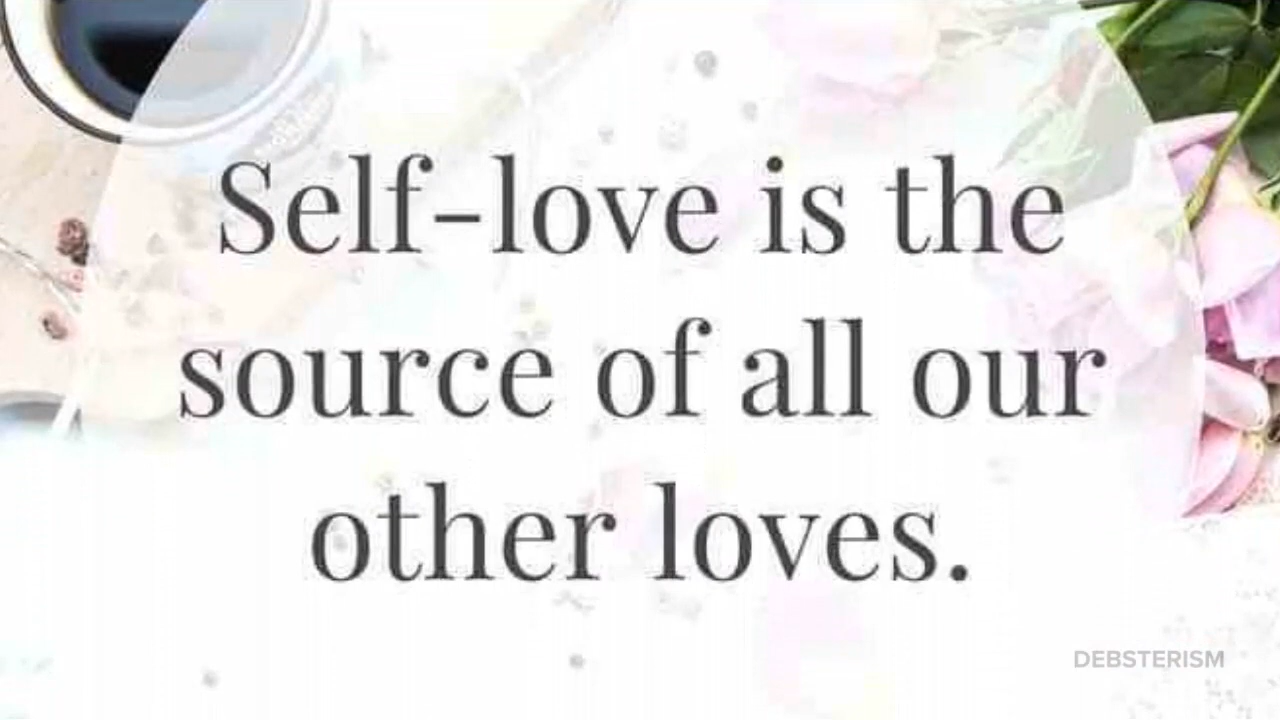 Self-love is the
source of all our
other loves.
DEBSTERISM